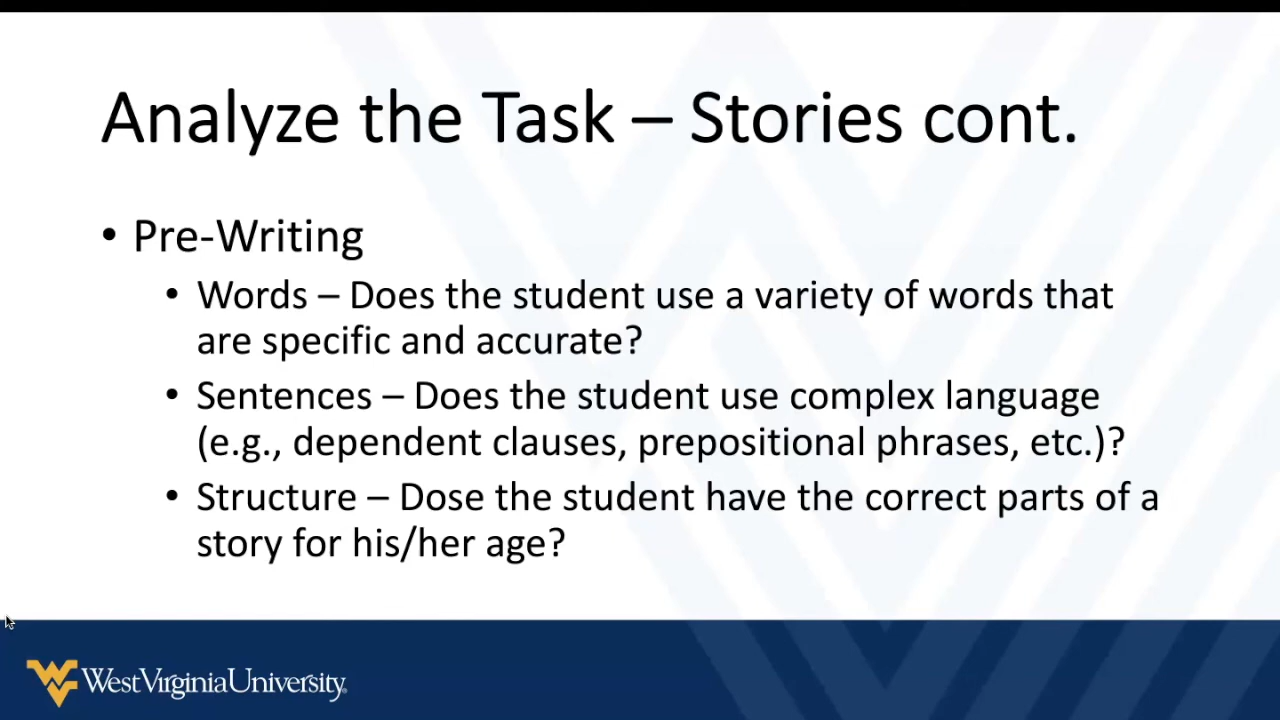 Analyze the Task – Stories cont.
• Pre-Writing
• Words – Does the student use a variety of words that
are specific and accurate?
• Sentences – Does the student use complex language
(e.g., dependent clauses, prepositional phrases, etc.)?
• Structure – Dose the student have the correct parts of a
story for his/her age?
WestVirginiaUniversity.